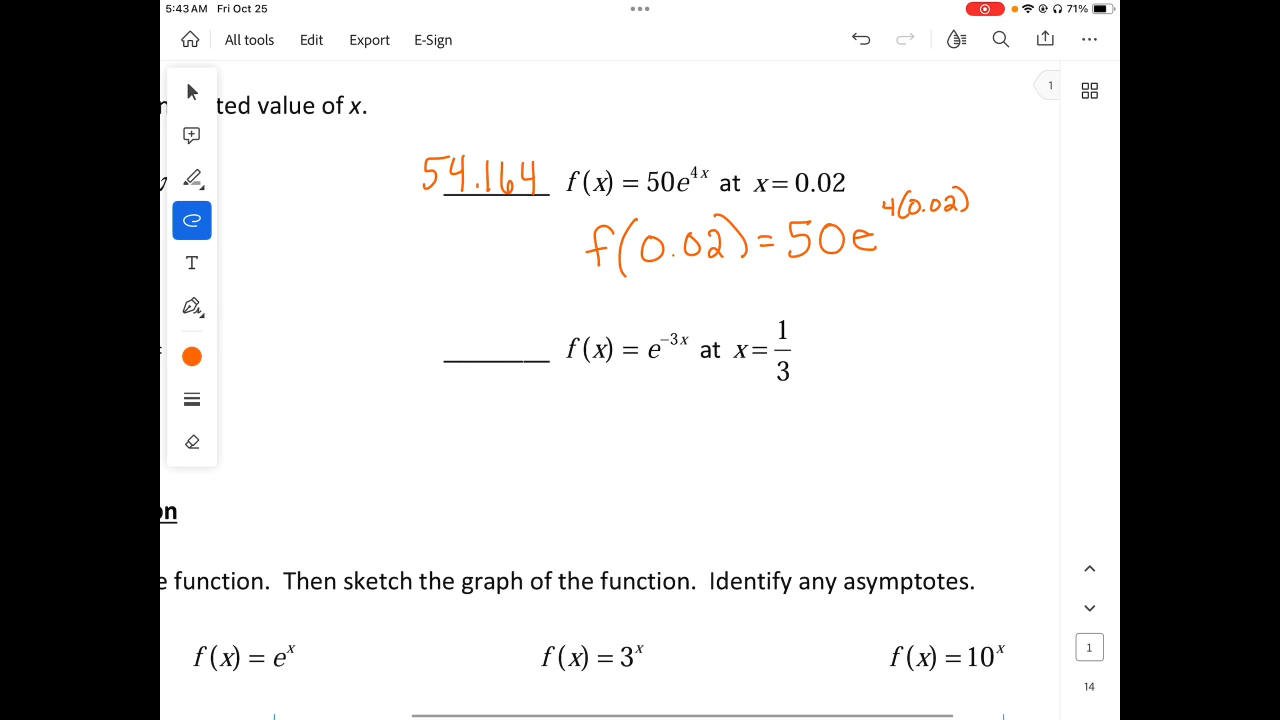 5:43 AM Fri Oct 25 71%
All tools Edit Export E-Sign
ted value of x. 1
54.164 f(x) = 50e^{4x} at x = 0.02
f(0.02) = 50e^{4(0.02)}
_______ f(x) = e^{-3x} at x = 1/3
on
e function. Then sketch the graph of the function. Identify any asymptotes.
f(x) = e^x f(x) = 3^x f(x) = 10^x
1
14